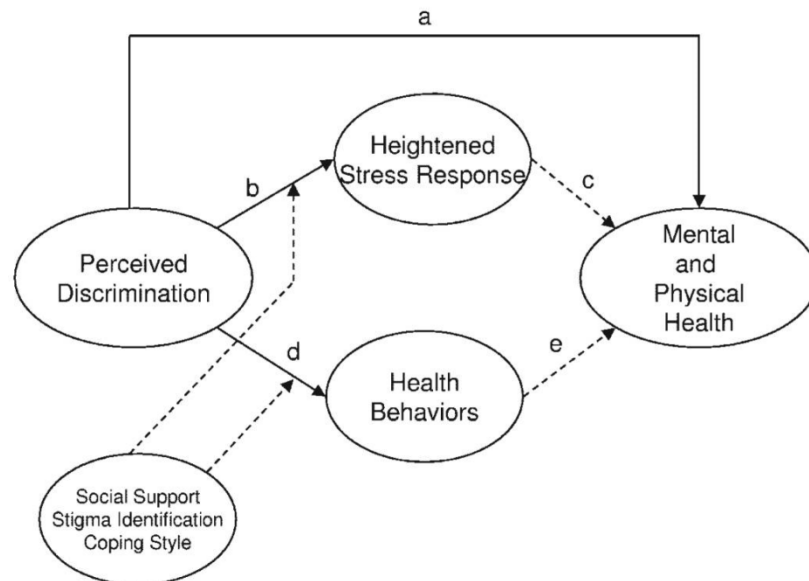 a
Heightened
Stress Response
b
c
Perceived
Discrimination
Mental
and
Physical
Health
d
e
Health
Behaviors
Social Support
Stigma Identification
Coping Style